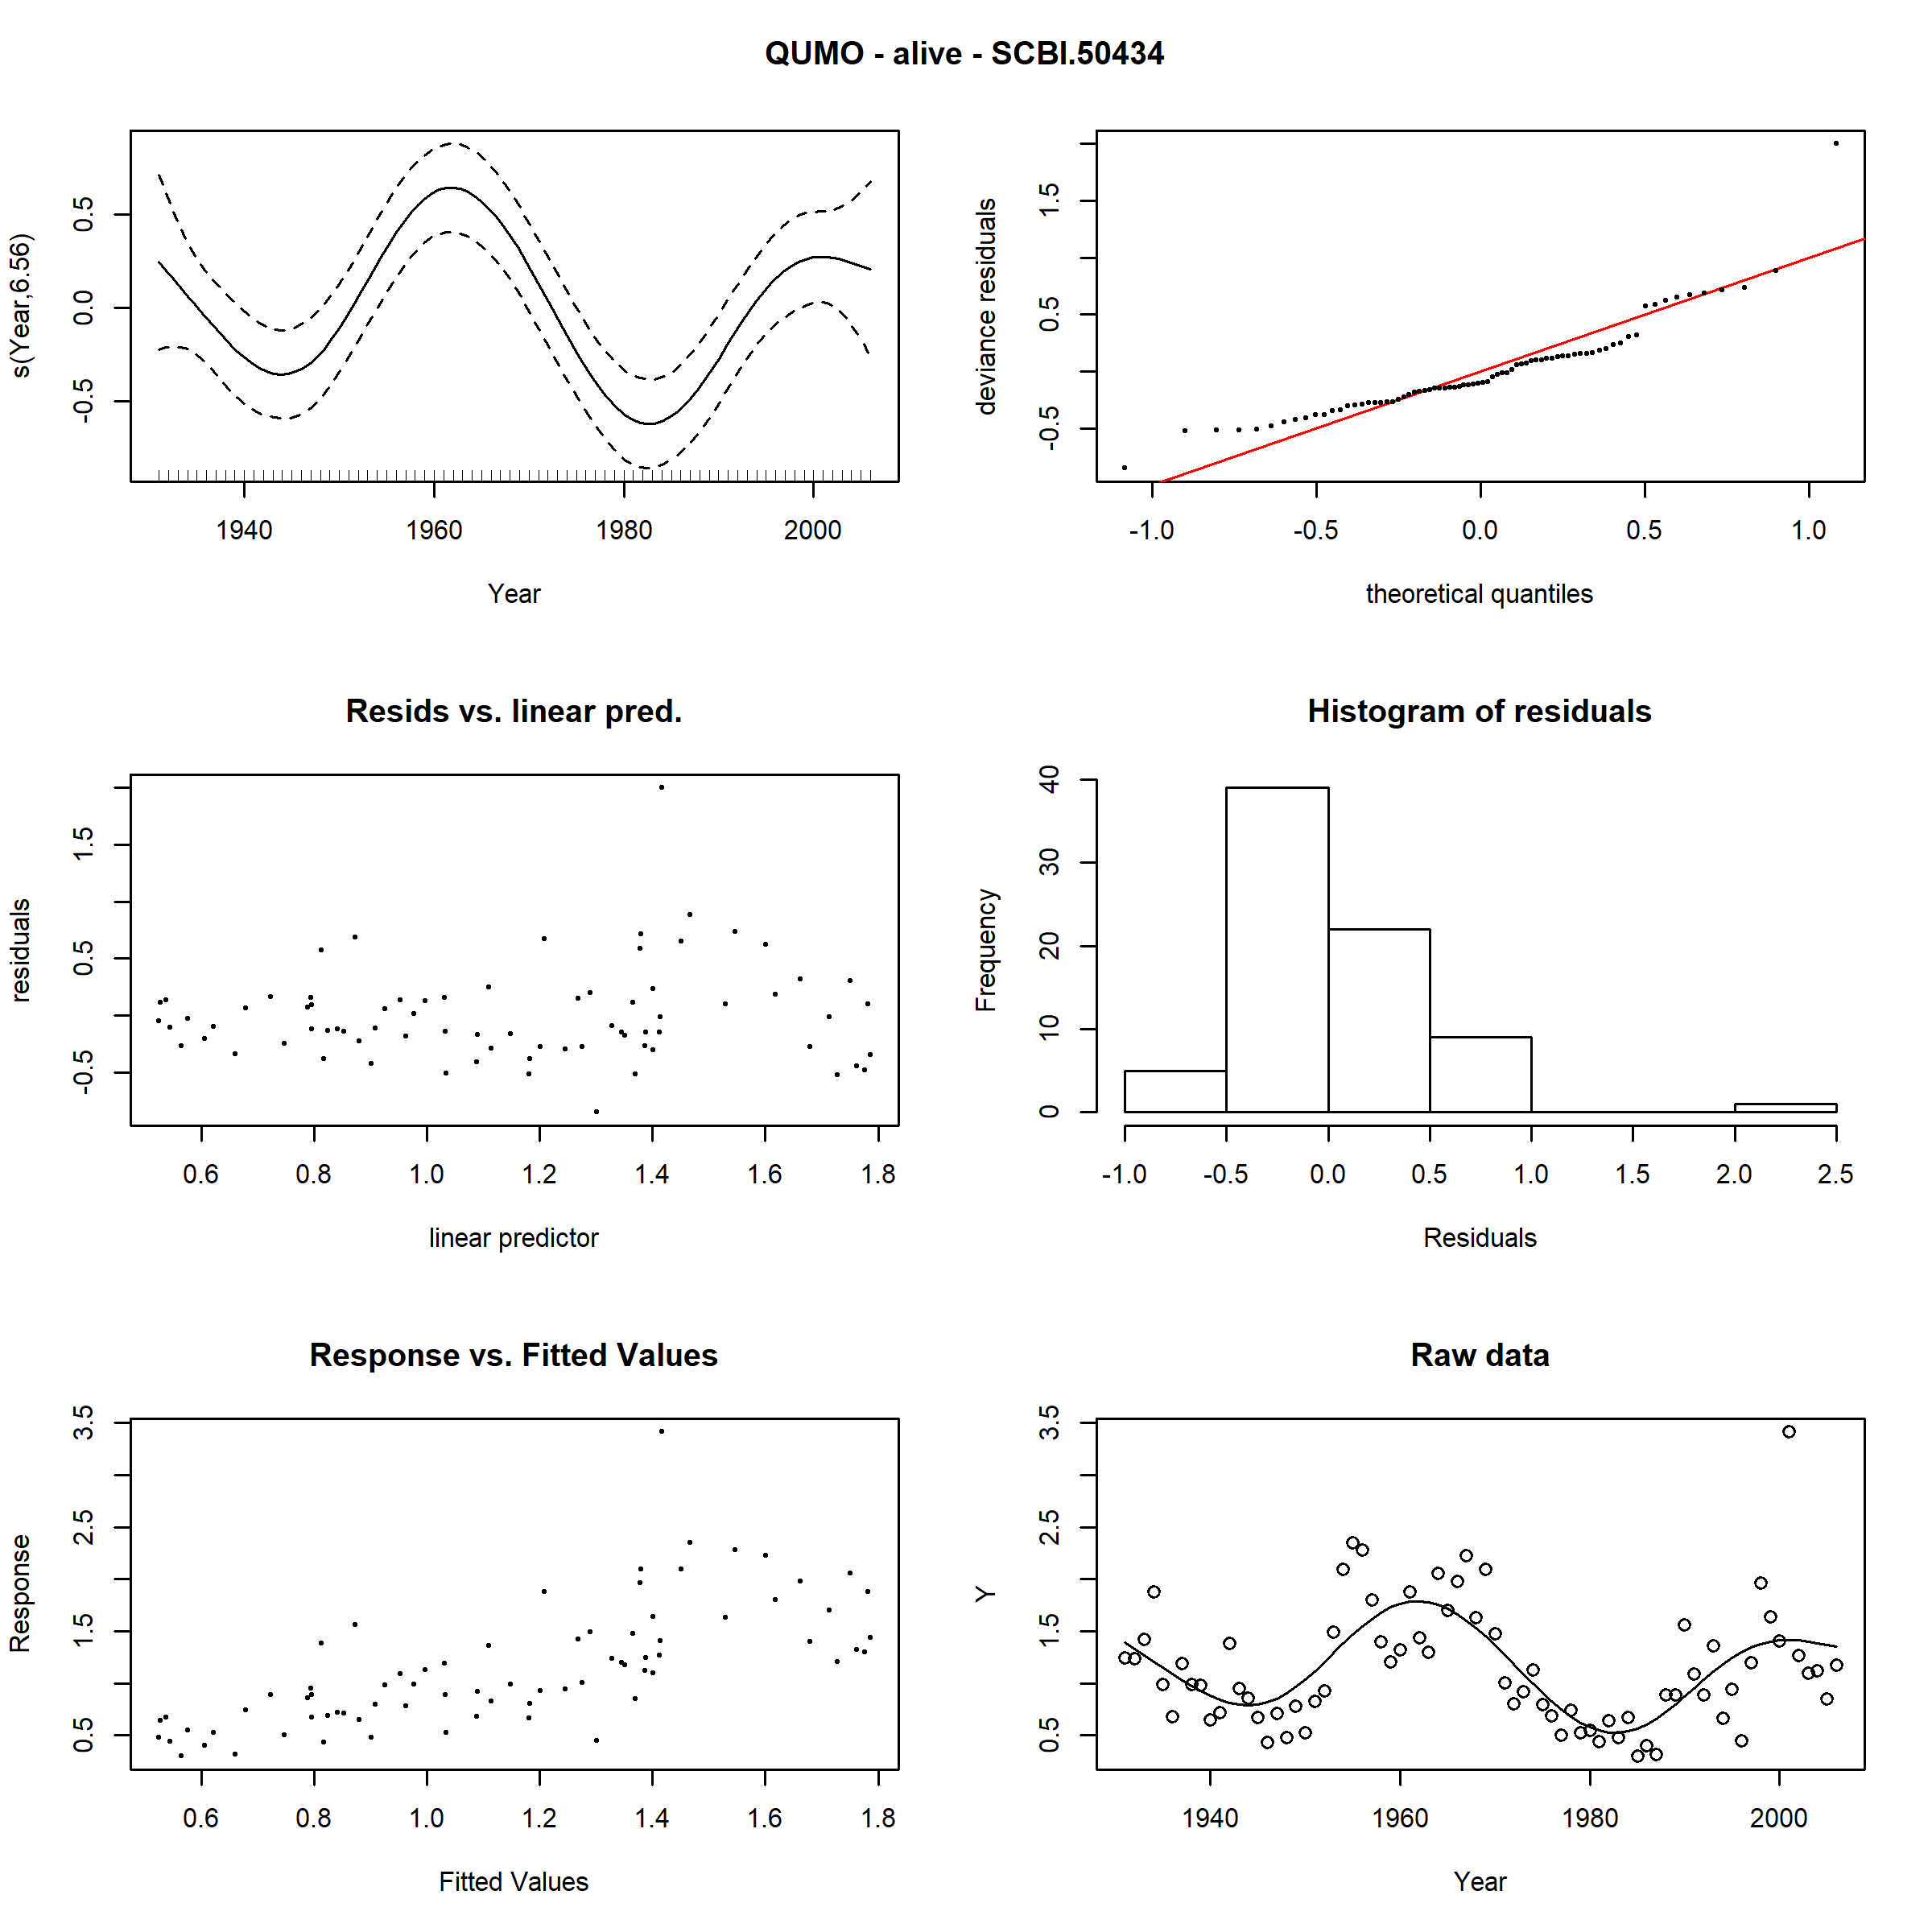 QUMO - alive - SCBI.50434
s(Year,6.56)
0.5
0.0
-0.5
1940 1960 1980 2000
Year
deviance residuals
1.5
0.5
-0.5
-1.0 -0.5 0.0 0.5 1.0
theoretical quantiles
Resids vs. linear pred.
residuals
1.5
0.5
-0.5
0.6 0.8 1.0 1.2 1.4 1.6 1.8
linear predictor
Histogram of residuals
Frequency
40
30
20
10
0
-1.0 -0.5 0.0 0.5 1.0 1.5 2.0 2.5
Residuals
Response vs. Fitted Values
Response
3.5
2.5
1.5
0.5
0.6 0.8 1.0 1.2 1.4 1.6 1.8
Fitted Values
Raw data
Y
3.5
2.5
1.5
0.5
1940 1960 1980 2000
Year